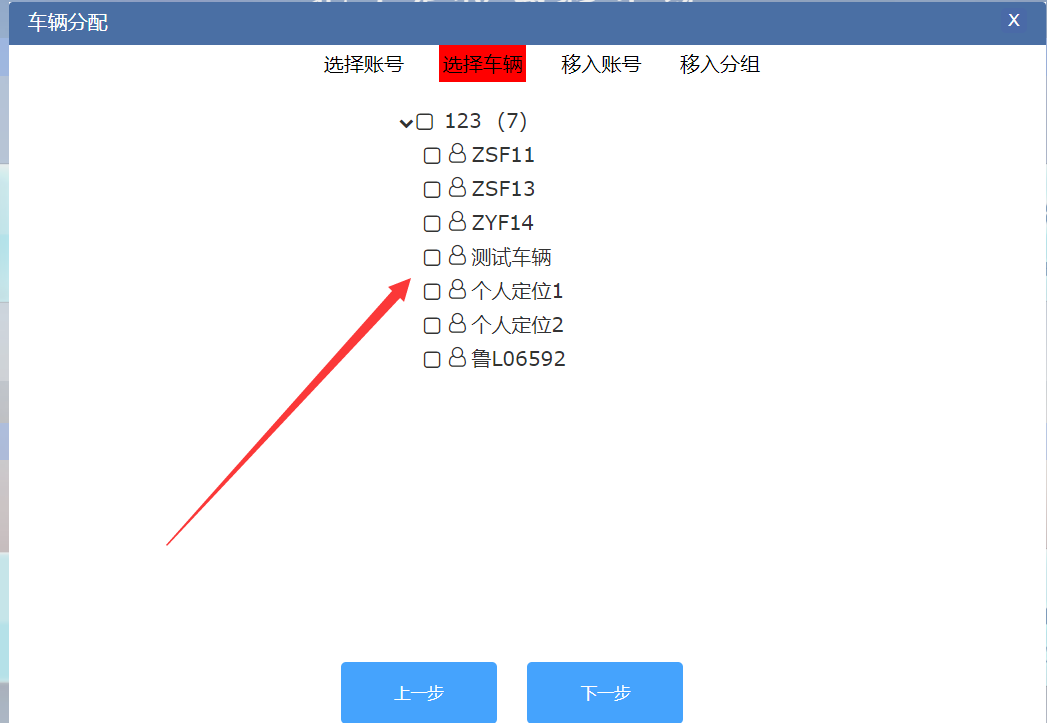 车辆分配 X
选择账号 选择车辆 移入账号 移入分组
123 (7)
ZSF11
ZSF13
ZYF14
测试车辆
个人定位1
个人定位2
鲁L06592
上一步 下一步